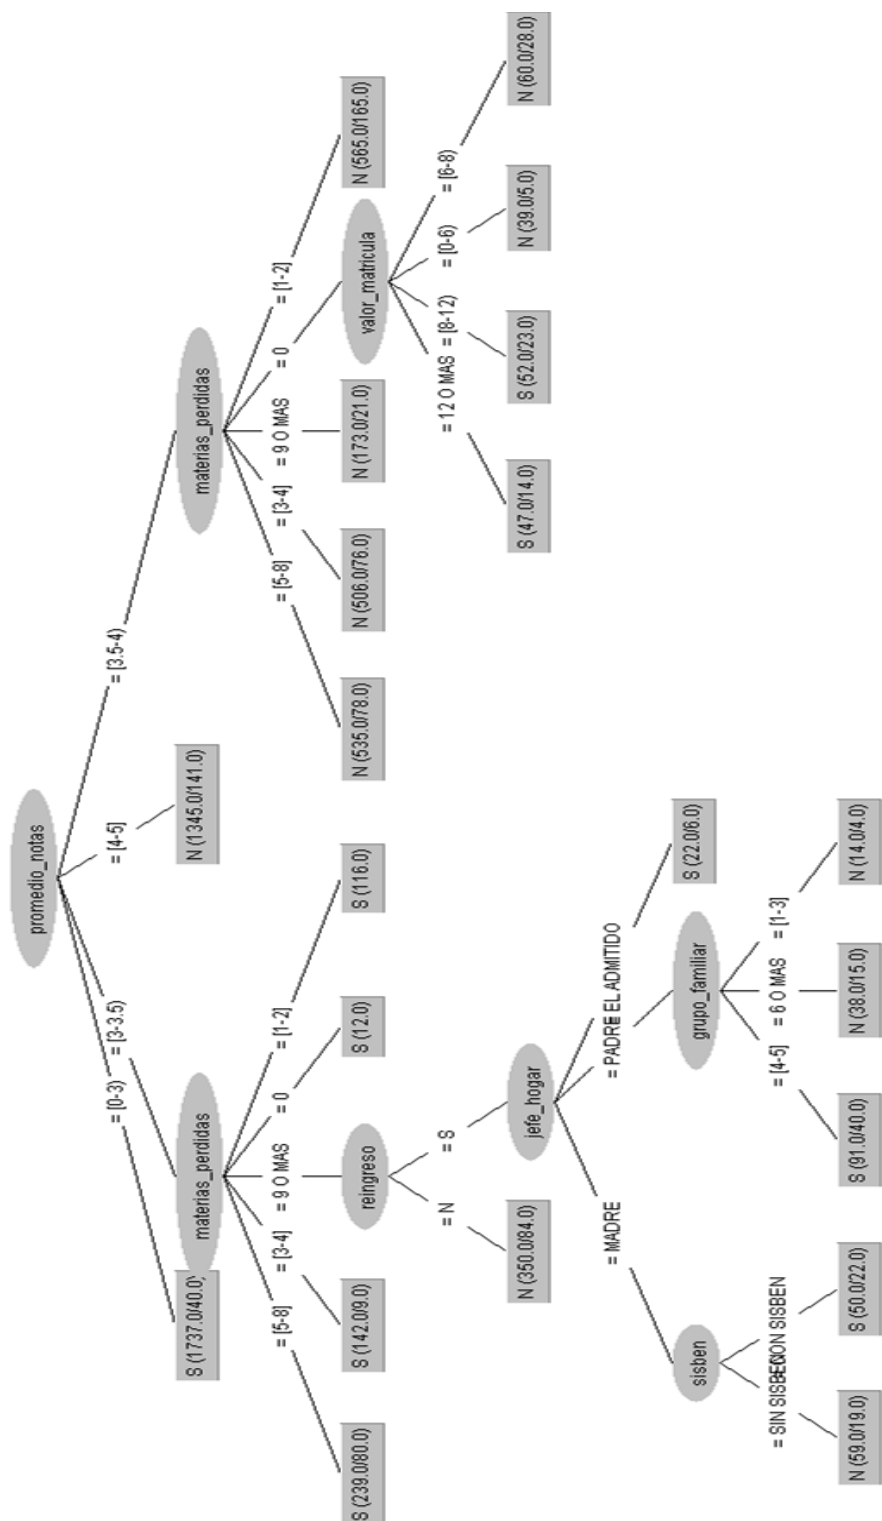 promedio_notas
= [0-3)
= [3-3.5)
= [4-5]
= [3.5-4)
S (1737.0/40.0)
materias_perdidas
N (1345.0/141.0)
materias_perdidas
= [5-8]
= [3-4]
= 9 O MAS
= 0
= [1-2]
= [5-8]
= [3-4]
= 9 O MAS
= 0
= [1-2]
S (239.0/80.0)
S (142.0/9.0)
reingreso
S (12.0)
S (116.0)
N (535.0/78.0)
N (506.0/76.0)
N (173.0/21.0)
valor_matricula
N (565.0/165.0)
= N
= S
= 12 O MAS
= [8-12)
= [0-6)
= [6-8)
N (350.0/84.0)
jefe_hogar
S (47.0/14.0)
S (52.0/23.0)
N (39.0/5.0)
N (60.0/28.0)
= MADRE
= PADRE
EL ADMITIDO
sisben
grupo_familiar
S (22.0/6.0)
= SIN SISBEN
CON SISBEN
= [4-5]
= 6 O MAS
= [1-3]
N (59.0/19.0)
S (50.0/22.0)
S (91.0/40.0)
N (38.0/15.0)
N (14.0/4.0)